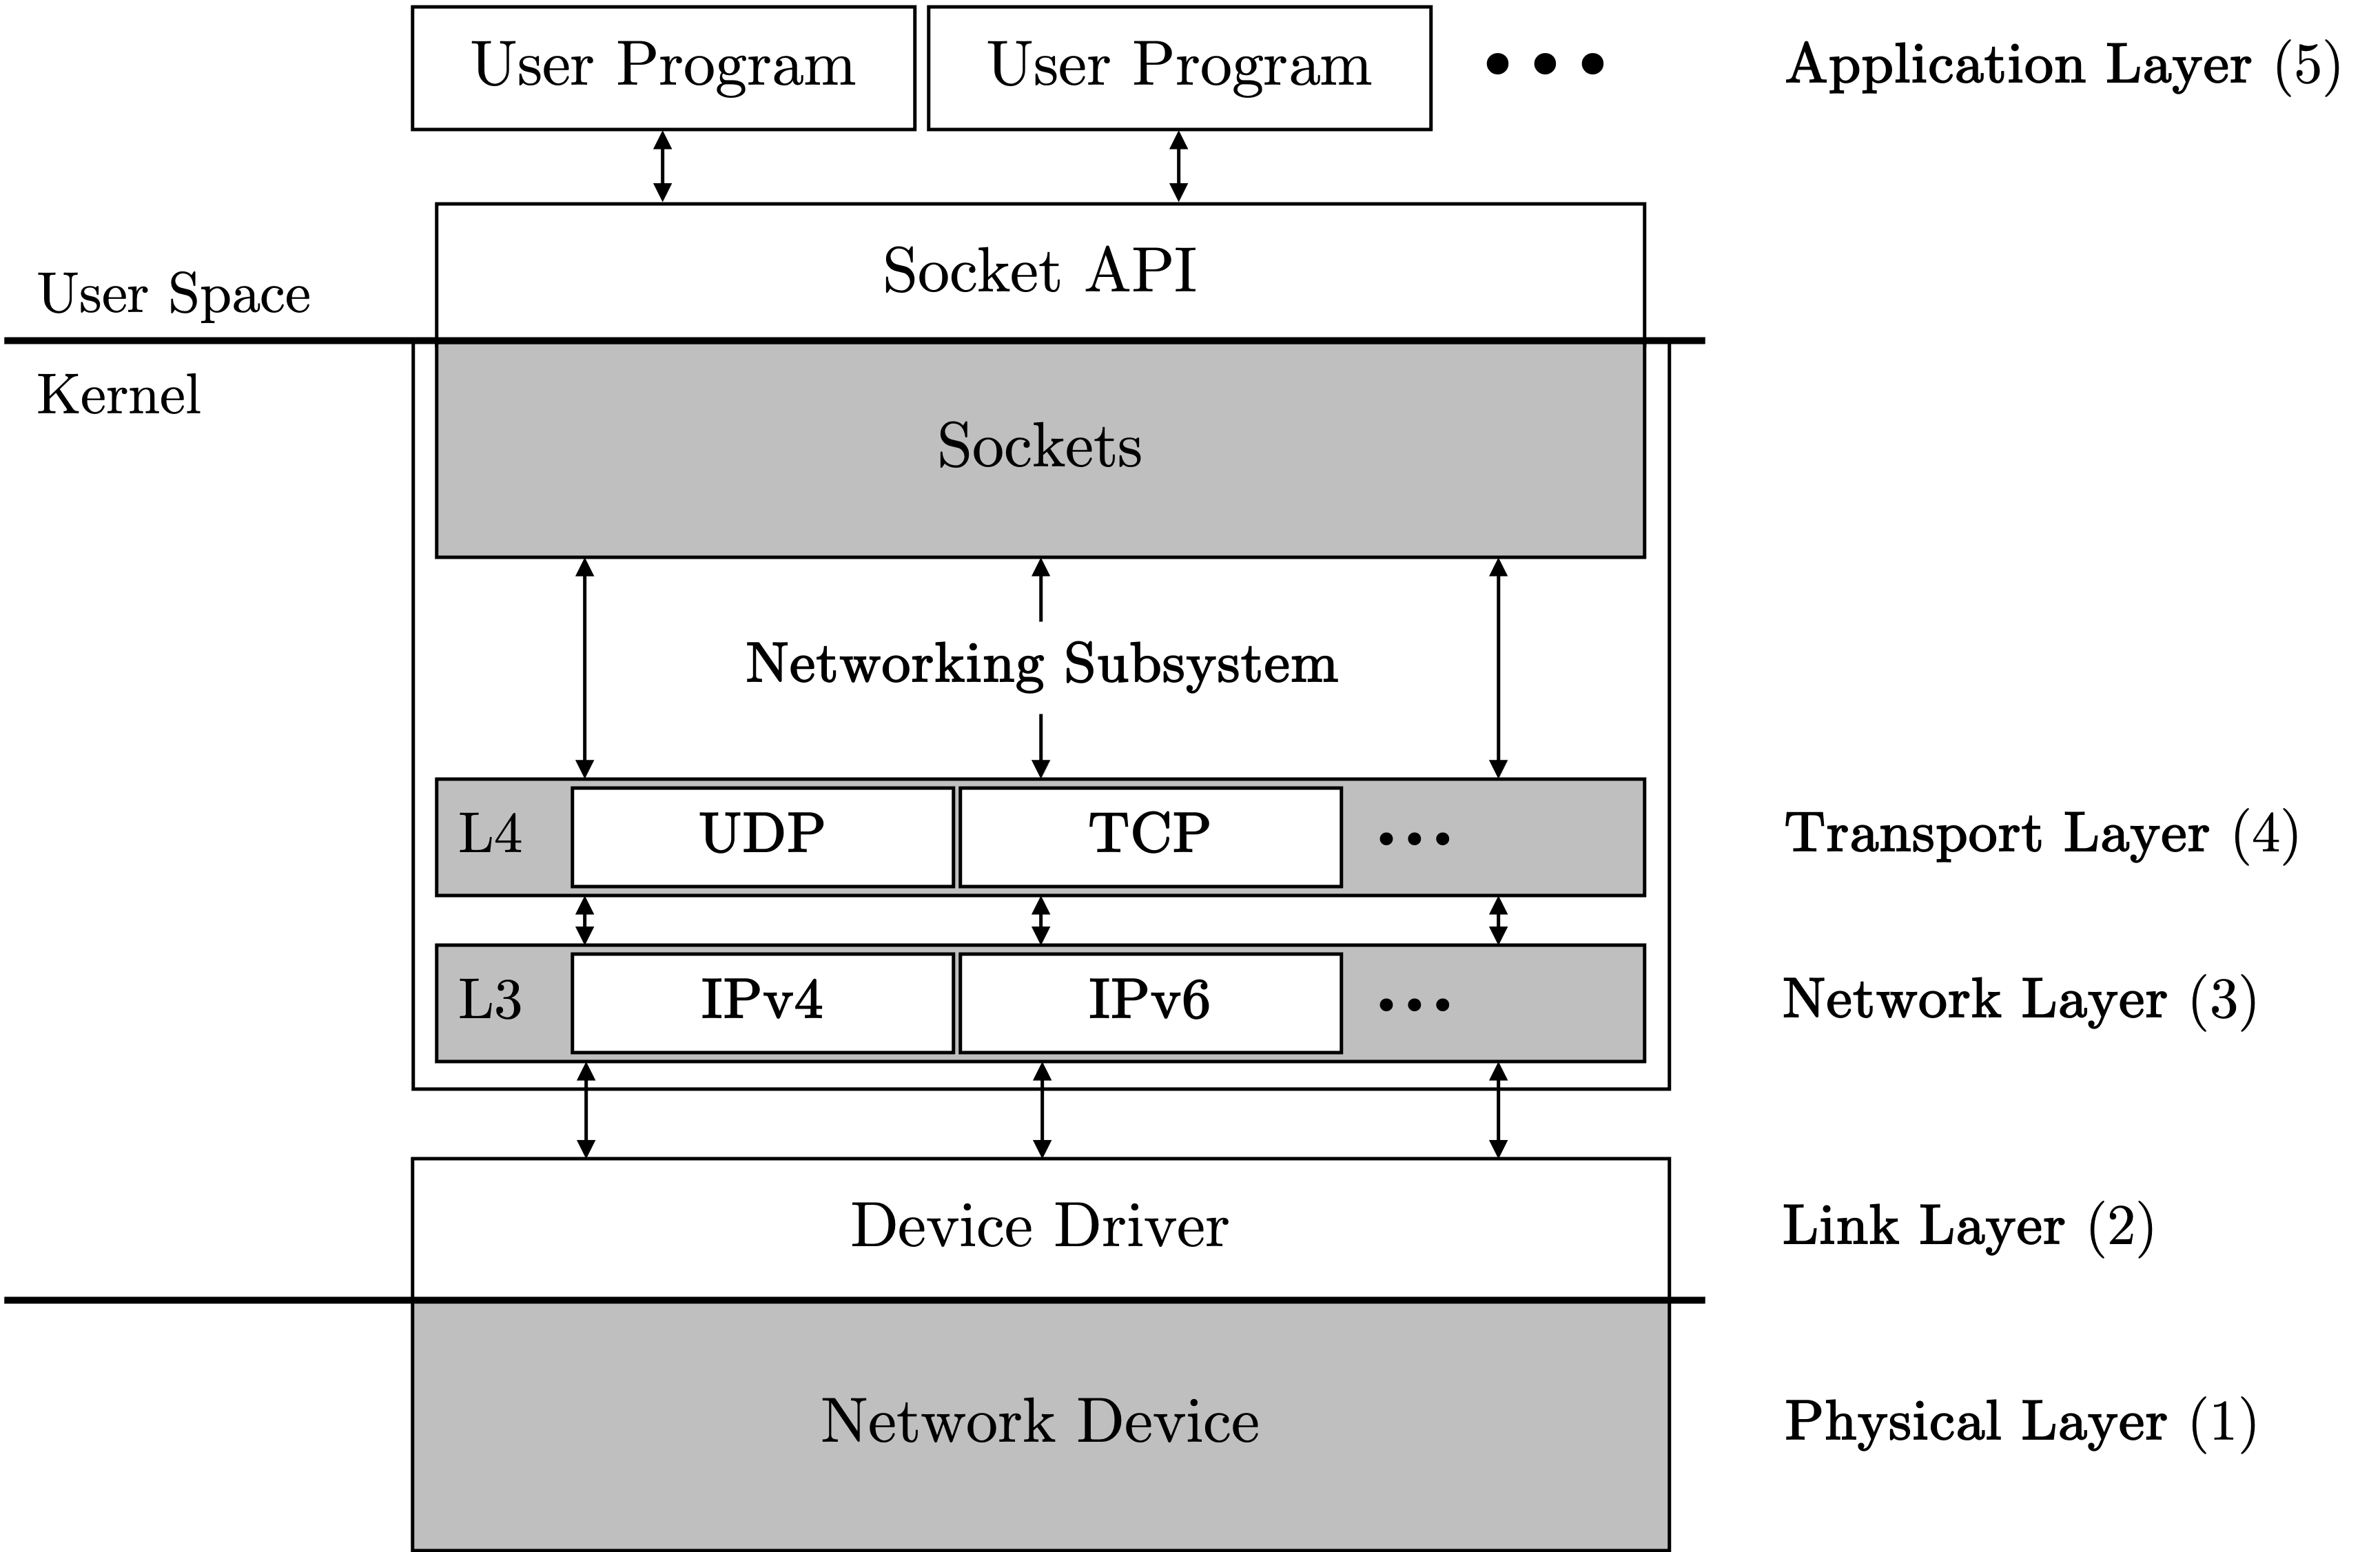 User Program User Program ••• Application Layer (5)
Socket API
User Space
Kernel
Sockets
Networking Subsystem
L4 UDP TCP ••• Transport Layer (4)
L3 IPv4 IPv6 ••• Network Layer (3)
Device Driver Link Layer (2)
Network Device Physical Layer (1)